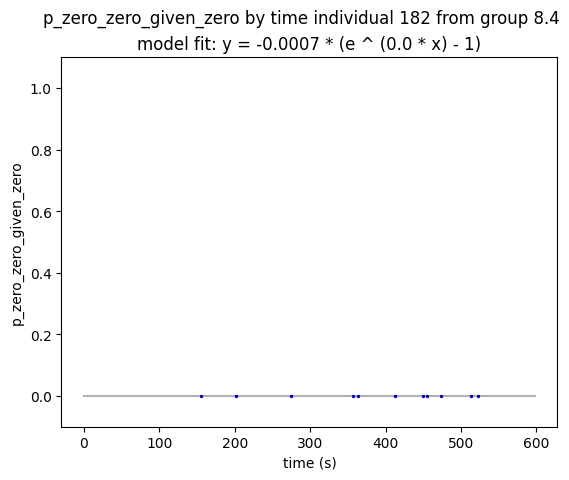 p_zero_zero_given_zero by time individual 182 from group 8.4
model fit: y = -0.0007 * (e ^ (0.0 * x) - 1)
1.0
0.8
0.6
0.4
0.2
0.0
p_zero_zero_given_zero
0 100 200 300 400 500 600
time (s)